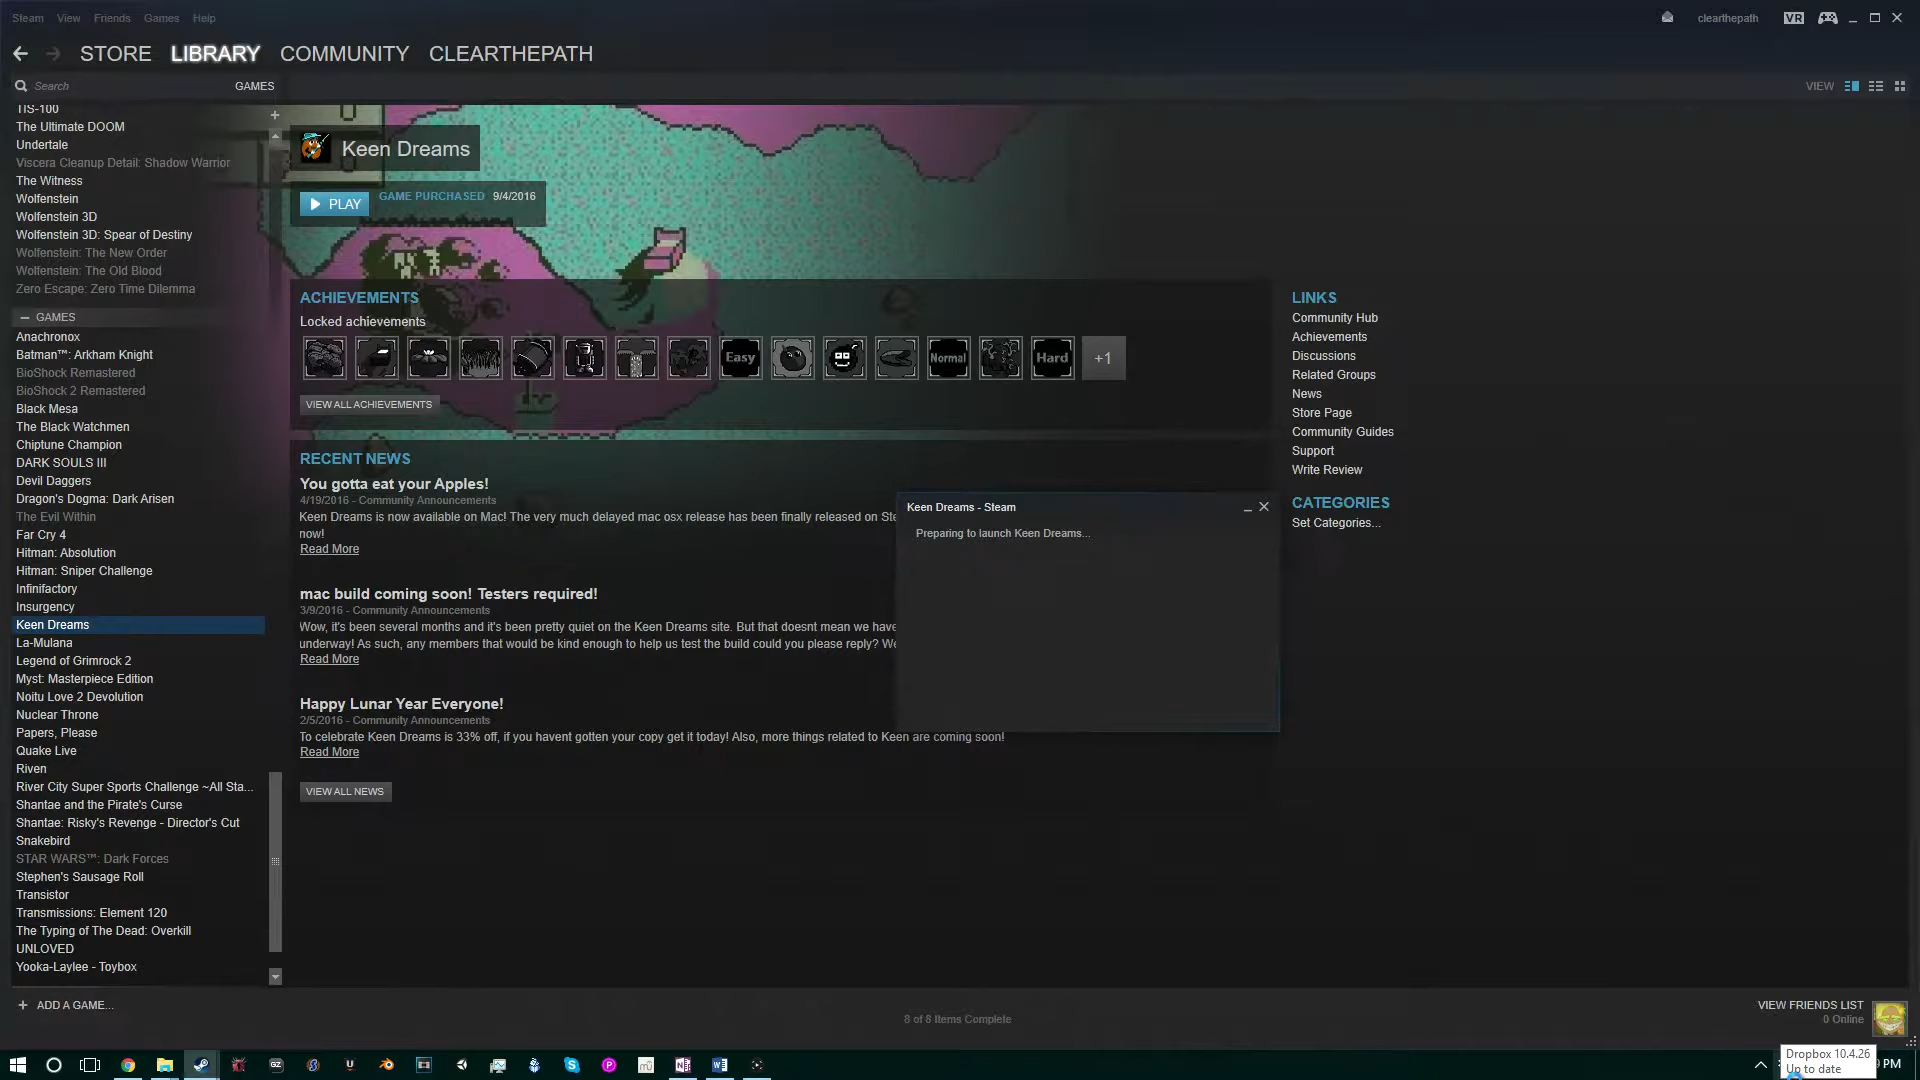 Steam View Friends Games Help
clearthepath VR
STORE LIBRARY COMMUNITY CLEARTHEPATH
Search GAMES VIEW
TIS-100
The Ultimate DOOM
Undertale
Viscera Cleanup Detail: Shadow Warrior
The Witness
Wolfenstein
Wolfenstein 3D
Wolfenstein 3D: Spear of Destiny
Wolfenstein: The New Order
Wolfenstein: The Old Blood
Zero Escape: Zero Time Dilemma
GAMES
Anachronox
Batman™: Arkham Knight
BioShock Remastered
BioShock 2 Remastered
Black Mesa
The Black Watchmen
Chiptune Champion
DARK SOULS III
Devil Daggers
Dragon's Dogma: Dark Arisen
The Evil Within
Far Cry 4
Hitman: Absolution
Hitman: Sniper Challenge
Infinifactory
Insurgency
Keen Dreams
La-Mulana
Legend of Grimrock 2
Myst: Masterpiece Edition
Noitu Love 2 Devolution
Nuclear Throne
Papers, Please
Quake Live
Riven
River City Super Sports Challenge ~All Sta...
Shantae and the Pirate's Curse
Shantae: Risky's Revenge - Director's Cut
Snakebird
STAR WARS™: Dark Forces
Stephen's Sausage Roll
Transistor
Transmissions: Element 120
The Typing of The Dead: Overkill
UNLOVED
Yooka-Laylee - Toybox
+ ADD A GAME...
Keen Dreams
PLAY GAME PURCHASED 9/4/2016
ACHIEVEMENTS
Locked achievements
Easy Normal Hard +1
VIEW ALL ACHIEVEMENTS
RECENT NEWS
You gotta eat your Apples!
4/19/2016 - Community Announcements
Keen Dreams is now available on Mac! The very much delayed mac osx release has been finally released on Ste
now!
Read More
mac build coming soon! Testers required!
3/9/2016 - Community Announcements
Wow, it's been several months and it's been pretty quiet on the Keen Dreams site. But that doesnt mean we have
underway! As such, any members that would be kind enough to help us test the build could you please reply? We
Read More
Happy Lunar Year Everyone!
2/5/2016 - Community Announcements
To celebrate Keen Dreams is 33% off, if you havent gotten your copy get it today! Also, more things related to Keen are coming soon!
Read More
VIEW ALL NEWS
Keen Dreams - Steam
Preparing to launch Keen Dreams...
LINKS
Community Hub
Achievements
Discussions
Related Groups
News
Store Page
Community Guides
Support
Write Review
CATEGORIES
Set Categories...
8 of 8 Items Complete
VIEW FRIENDS LIST
0 Online
GZ U mu
Dropbox 10.4.26
Up to date
9 PM